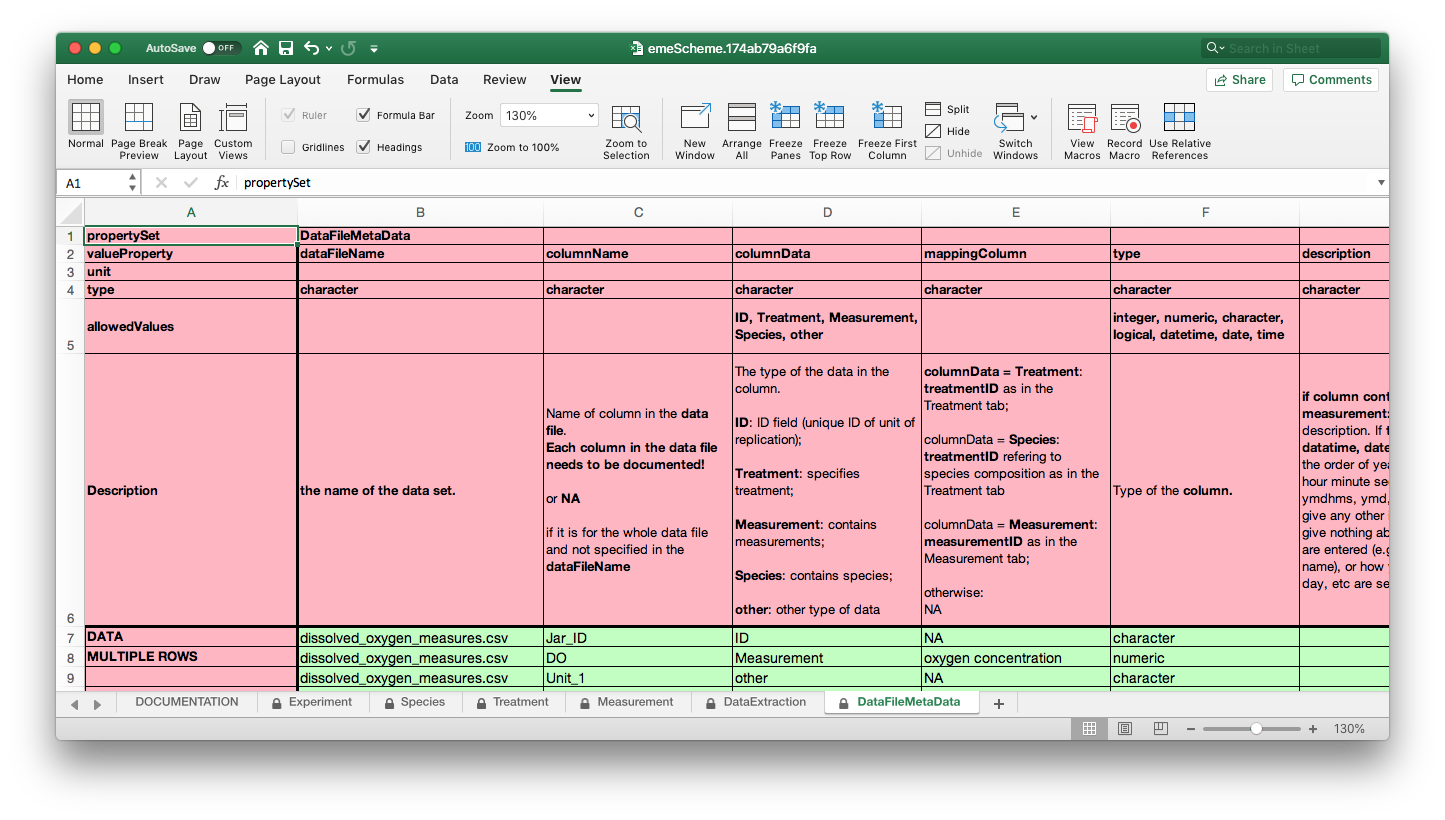 AutoSave OFF
emeScheme.174ab79a6f9fa
Search in Sheet
Home Insert Draw Page Layout Formulas Data Review View
Share Comments
Normal
Page Break
Preview
Page
Layout
Custom
Views
Ruler
Formula Bar
Gridlines
Headings
Zoom 130%
100 Zoom to 100%
Zoom to
Selection
New
Window
Arrange
All
Freeze
Panes
Freeze
Top Row
Freeze First
Column
Split
Hide
Unhide
Switch
Windows
View
Macros
Record
Macro
Use Relative
References
A1
fx propertySet
A B C D E F
1 propertySet DataFileMetaData
2 valueProperty dataFileName columnName columnData mappingColumn type description
3 unit
4 type character character character character character character
5
allowedValues
ID, Treatment, Measurement,
Species, other
integer, numeric, character,
logical, datetime, date, time
6
Description
the name of the data set.
Name of column in the data
file.
Each column in the data file
needs to be documented!
or NA
if it is for the whole data file
and not specified in the
dataFileName
The type of the data in the
column.
ID: ID field (unique ID of unit of
replication);
Treatment: specifies
treatment;
Measurement: contains
measurements;
Species: contains species;
other: other type of data
columnData = Treatment:
treatmentID as in the
Treatment tab;
columnData = Species:
treatmentID refering to
species composition as in the
Treatment tab
columnData = Measurement:
measurementID as in the
Measurement tab;
otherwise:
NA
Type of the column.
if column cont
measurement:
description. If
datatime, date
the order of yea
hour minute se
ymdhms, ymd,
give any other
give nothing ab
are entered (e.g
name), or how
day, etc are se
7 DATA dissolved_oxygen_measures.csv Jar_ID ID NA character
8 MULTIPLE ROWS dissolved_oxygen_measures.csv DO Measurement oxygen concentration numeric
9 dissolved_oxygen_measures.csv Unit_1 other NA character
DOCUMENTATION Experiment Species Treatment Measurement DataExtraction DataFileMetaData
130%